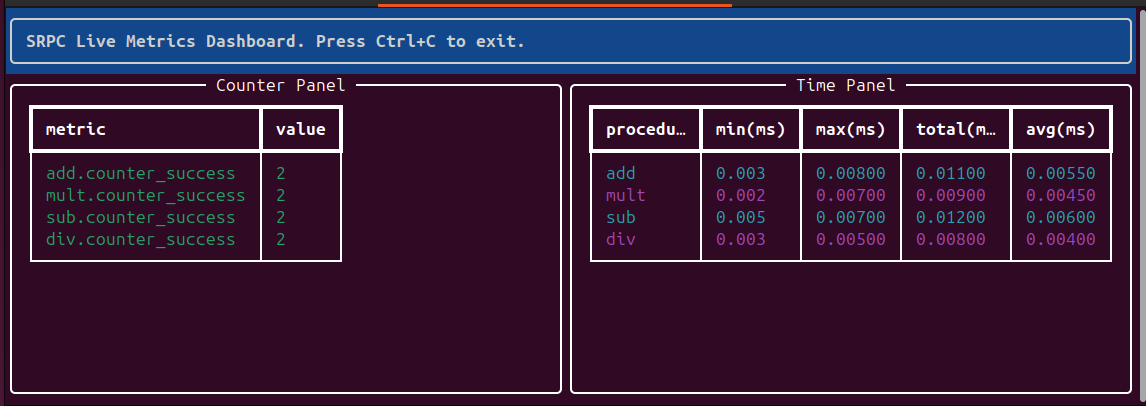 SRPC Live Metrics Dashboard. Press Ctrl+C to exit.
Counter Panel
metric value
add.counter_success 2
mult.counter_success 2
sub.counter_success 2
div.counter_success 2
Time Panel
procedu… min(ms) max(ms) total(m… avg(ms)
add 0.003 0.00800 0.01100 0.00550
mult 0.002 0.00700 0.00900 0.00450
sub 0.005 0.00700 0.01200 0.00600
div 0.003 0.00500 0.00800 0.00400